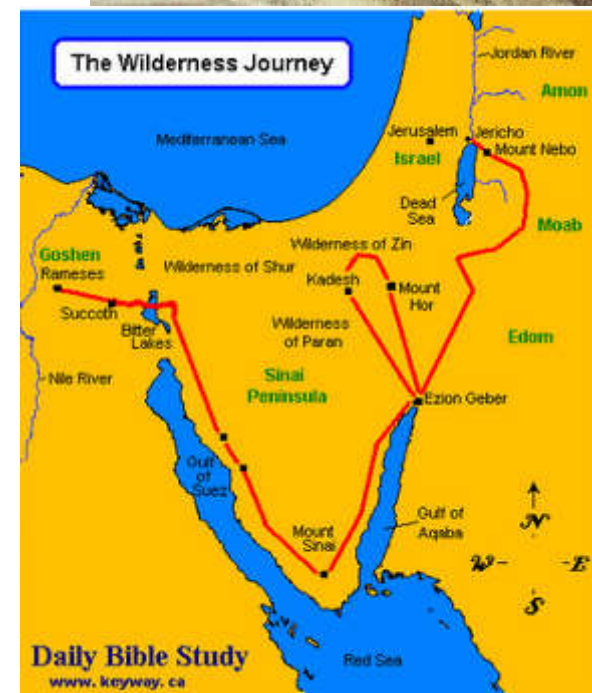 The Wilderness Journey
Jordan River
Amon
Mediterranean Sea
Jerusalem
Jericho
Mount Nebo
Israel
Dead
Sea
Moab
Goshen
Rameses
Wilderness of Shur
Wilderness of Zin
Kadesh
Mount
Hor
Succoth
Bitter
Lakes
Wilderness
of Paran
Edom
Nile River
Sinai
Peninsula
Ezion Geber
Gulf
of
Suez
Mount
Sinai
Gulf of
Aqaba
N
W
E
S
Daily Bible Study
www.keyway.ca
Red Sea